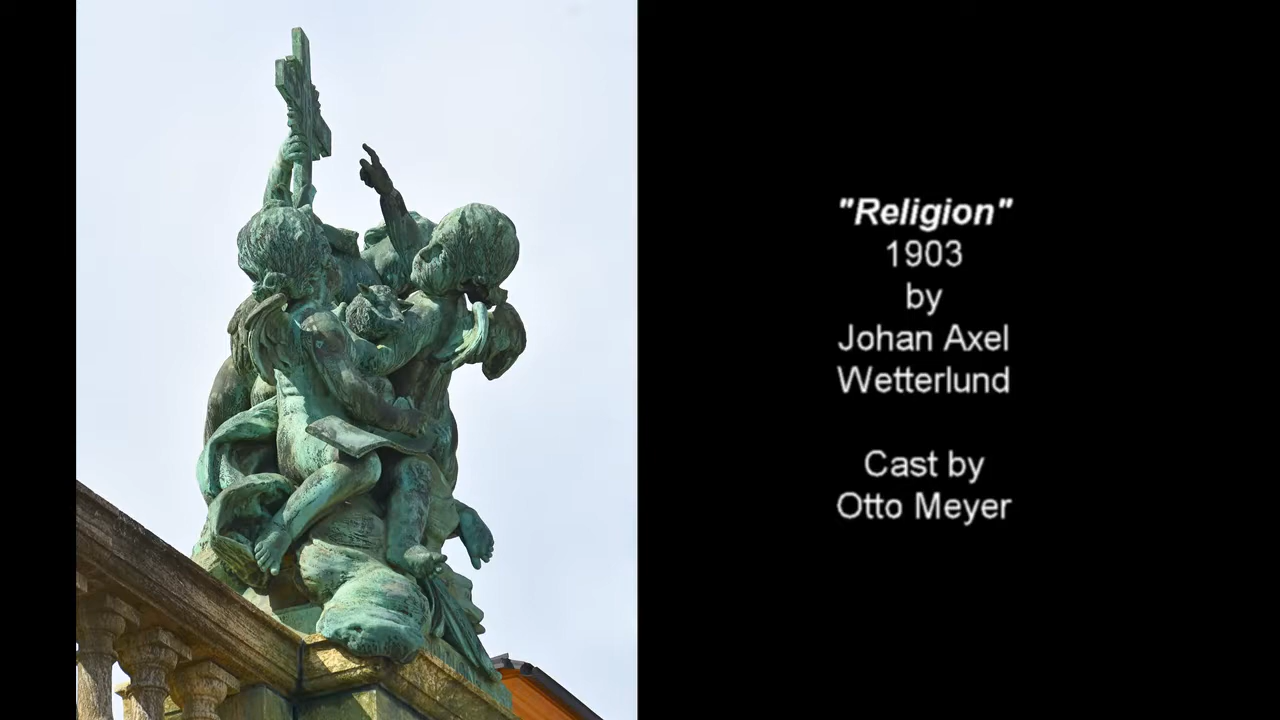 "Religion"
1903
by
Johan Axel
Wetterlund
Cast by
Otto Meyer